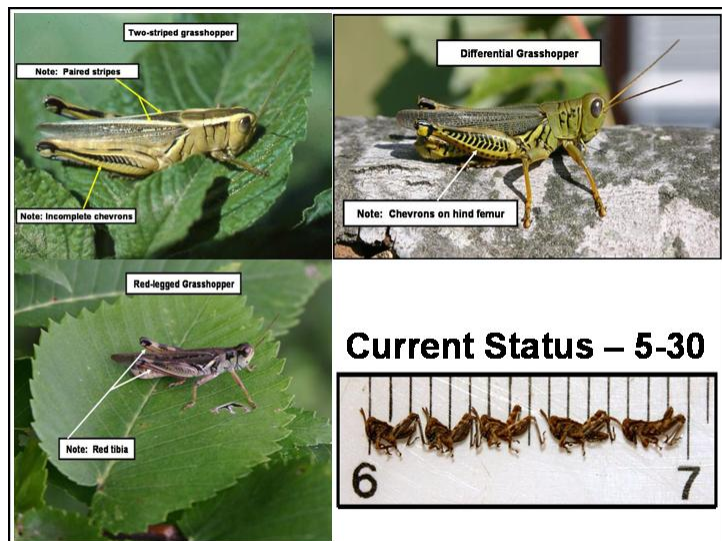 Two-striped grasshopper
Note: Paired stripes
Note: Incomplete chevrons
Differential Grasshopper
Note: Chevrons on hind femur
Red-legged Grasshopper
Note: Red tibia
Current Status – 5-30
6 7